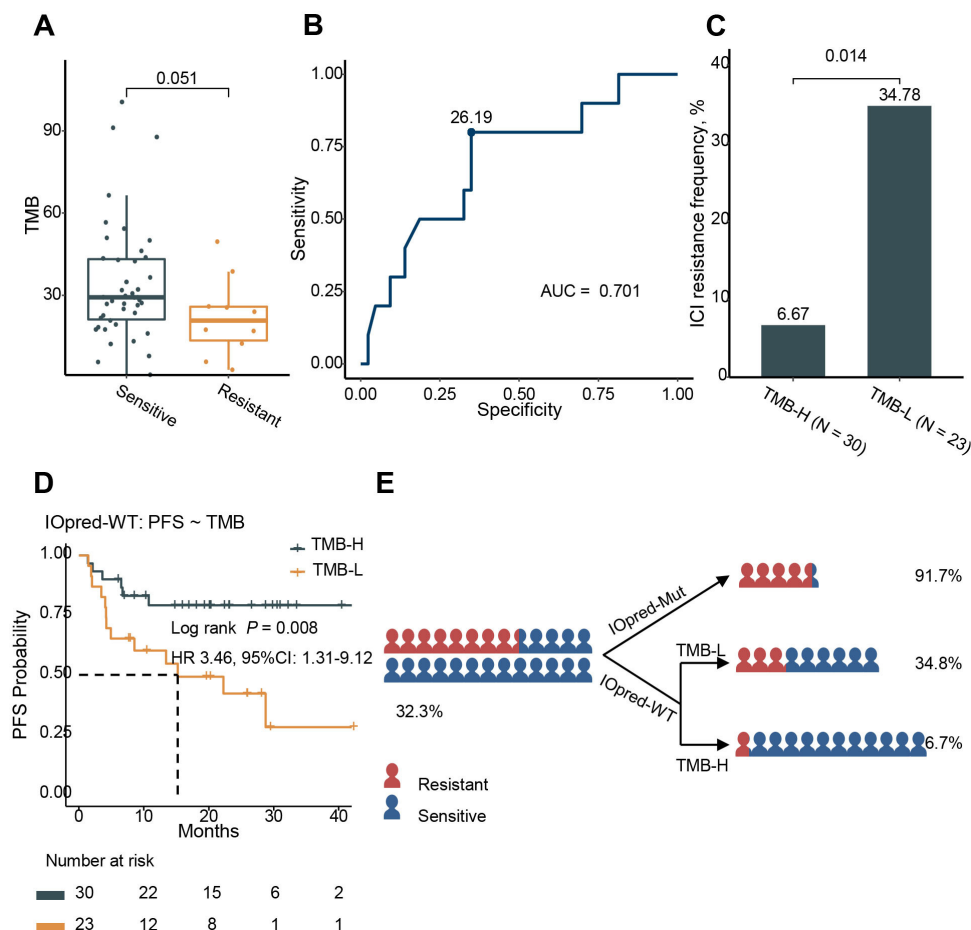 A
0.051
90
60
30
TMB
Sensitive
Resistant
B
1.00
0.75
0.50
0.25
0.00
Sensitivity
26.19
AUC = 0.701
0.00 0.25 0.50 0.75 1.00
Specificity
C
40
30
20
10
0
ICI resistance frequency, %
0.014
6.67
34.78
TMB-H (N = 30)
TMB-L (N = 23)
D
IOpred-WT: PFS ~ TMB
1.00
0.75
0.50
0.25
0.00
PFS Probability
TMB-H
TMB-L
Log rank P = 0.008
HR 3.46, 95%CI: 1.31-9.12
0 10 20 30 40
Months
Number at risk
30 22 15 6 2
23 12 8 1 1
E
32.3%
IOpred-Mut
IOpred-WT
91.7%
TMB-L
34.8%
TMB-H
6.7%
Resistant
Sensitive